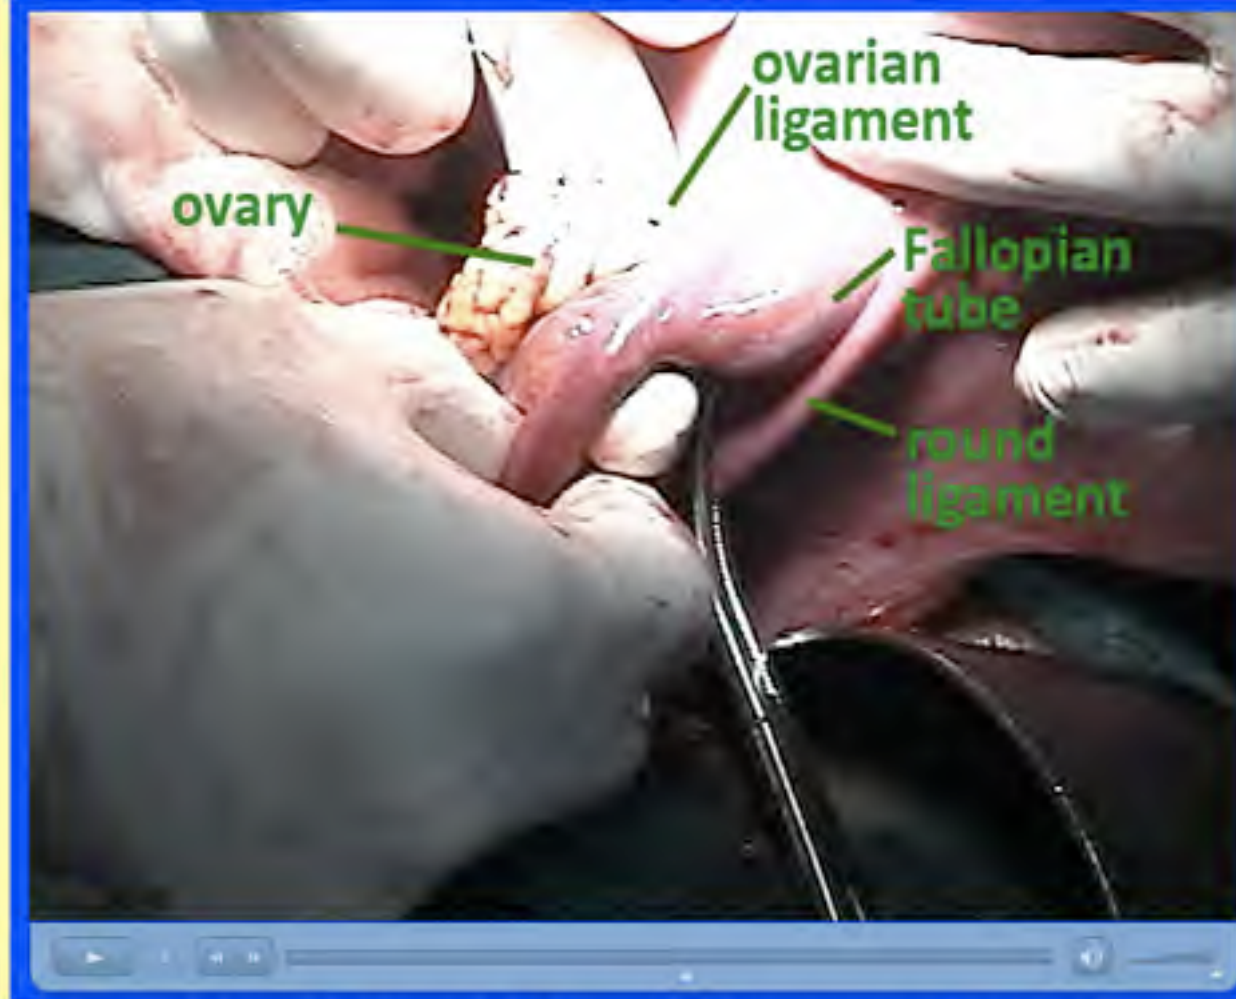 ovarian
ligament
ovary
Fallopian
tube
round
ligament